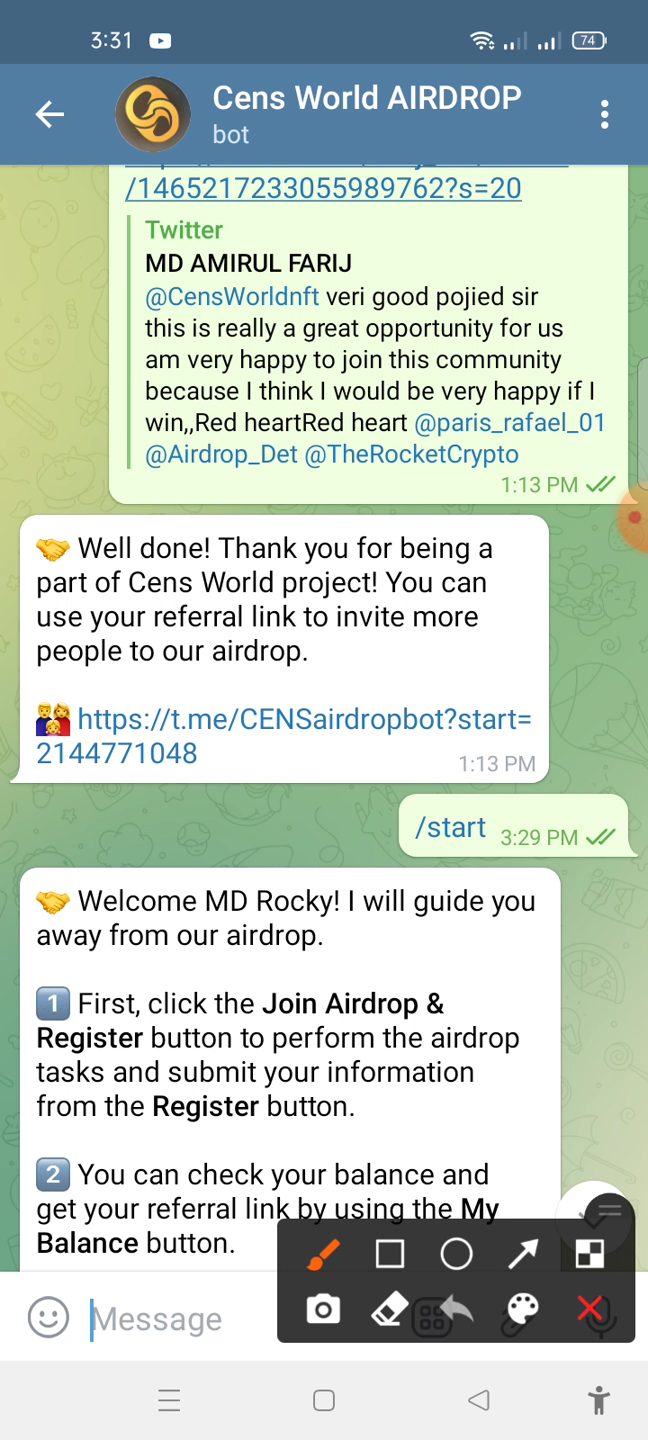 3:31
74
Cens World AIRDROP
bot
/1465217233055989762?s=20
Twitter
MD AMIRUL FARIJ
@CensWorldnft veri good pojied sir
this is really a great opportunity for us
am very happy to join this community
because I think I would be very happy if I
win,,Red heartRed heart @paris_rafael_01
@Airdrop_Det @TheRocketCrypto
1:13 PM
Well done! Thank you for being a
part of Cens World project! You can
use your referral link to invite more
people to our airdrop.
https://t.me/CENSairdropbot?start=
2144771048
1:13 PM
/start 3:29 PM
Welcome MD Rocky! I will guide you
away from our airdrop.
1 First, click the Join Airdrop &
Register button to perform the airdrop
tasks and submit your information
from the Register button.
2 You can check your balance and
get your referral link by using the My
Balance button.
Message